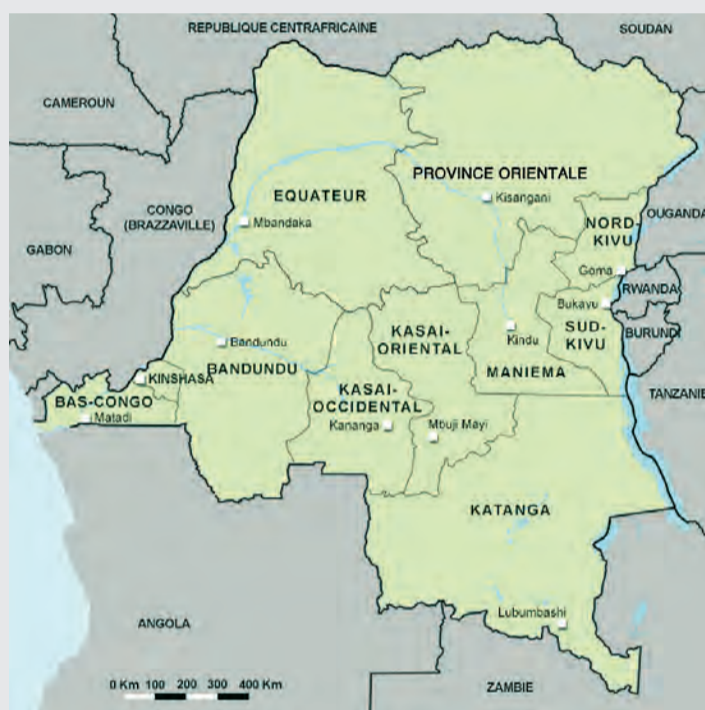 REPUBLIQUE CENTRAFRICAINE
SOUDAN
CAMEROUN
PROVINCE ORIENTALE
EQUATEUR
Kisangani
CONGO
(BRAZZAVILLE)
Mbandaka
NORD-
KIVU
OUGANDA
GABON
Goma
RWANDA
Bukavu
KASAI-
ORIENTAL
SUD-
KIVU
BURUNDI
Kindu
Bandundu
BANDUNDU
MANIEMA
KINSHASA
KASAI-
OCCIDENTAL
TANZANIE
BAS-CONGO
Matadi
Kananga
Mbuji Mayi
KATANGA
Lubumbashi
ANGOLA
ZAMBIE
0 Km 100 200 300 400 Km